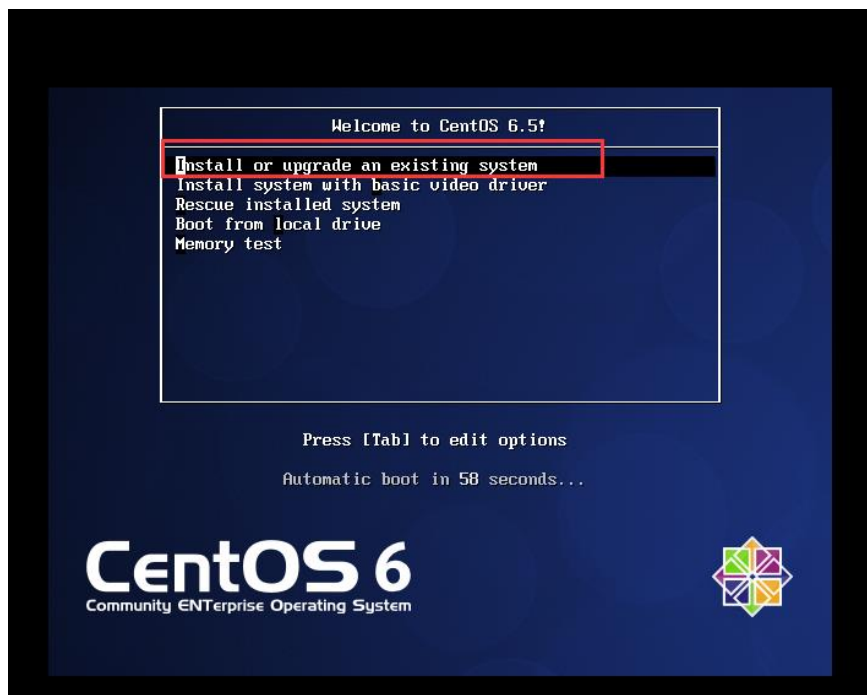 Welcome to CentOS 6.5!
Install or upgrade an existing system
Install system with basic video driver
Rescue installed system
Boot from local drive
Memory test
Press [Tab] to edit options
Automatic boot in 58 seconds...
CentOS 6
Community ENTerprise Operating System